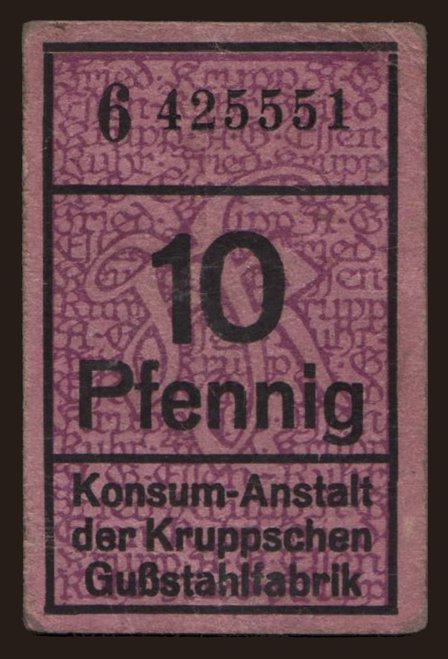 6 425551
10
Pfennig
Konsum-Anstalt
der Kruppschen
Gußstahlfabrik